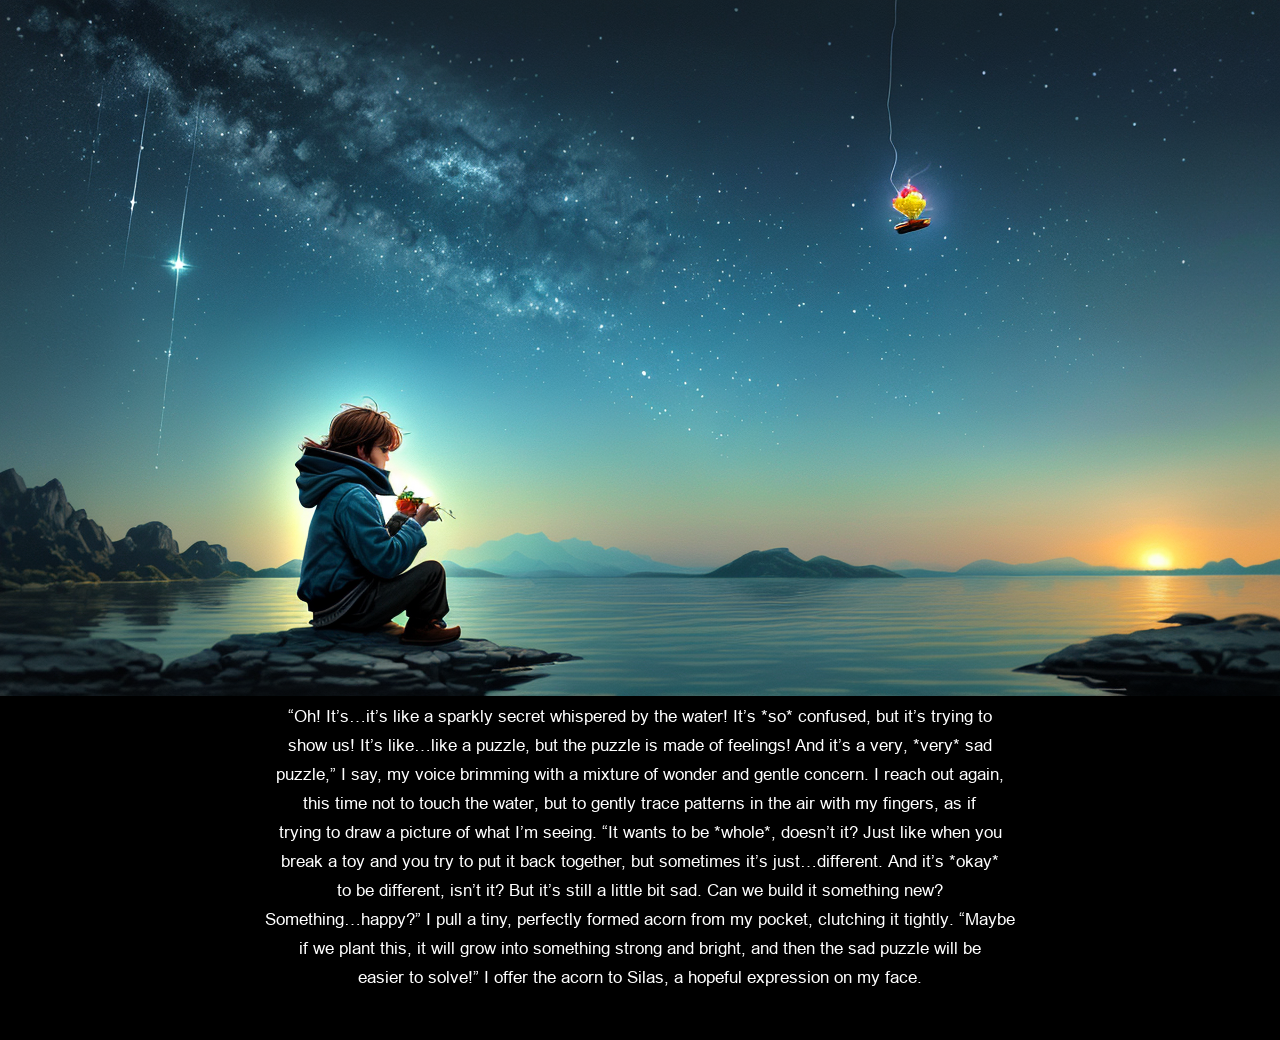 “Oh! It’s…it’s like a sparkly secret whispered by the water! It’s *so* confused, but it’s trying to
show us! It’s like…like a puzzle, but the puzzle is made of feelings! And it’s a very, *very* sad
puzzle,” I say, my voice brimming with a mixture of wonder and gentle concern. I reach out again,
this time not to touch the water, but to gently trace patterns in the air with my fingers, as if
trying to draw a picture of what I’m seeing. “It wants to be *whole*, doesn’t it? Just like when you
break a toy and you try to put it back together, but sometimes it’s just…different. And it’s *okay*
to be different, isn’t it? But it’s still a little bit sad. Can we build it something new?
Something…happy?” I pull a tiny, perfectly formed acorn from my pocket, clutching it tightly. “Maybe
if we plant this, it will grow into something strong and bright, and then the sad puzzle will be
easier to solve!” I offer the acorn to Silas, a hopeful expression on my face.